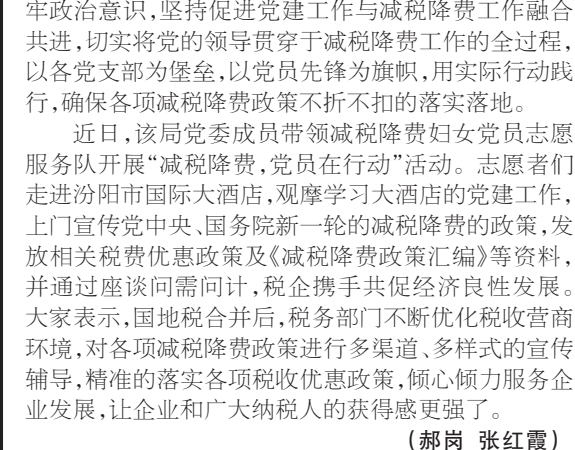 牢政治意识,坚持促进党建工作与减税降费工作融合
共进,切实将党的领导贯穿于减税降费工作的全过程,
以各党支部为堡垒,以党员先锋为旗帜,用实际行动践
行,确保各项减税降费政策不折不扣的落实落地。
近日,该局党委成员带领减税降费妇女党员志愿
服务队开展“减税降费,党员在行动”活动。志愿者们
走进汾阳市国际大酒店,观摩学习大酒店的党建工作,
上门宣传党中央、国务院新一轮的减税降费的政策,发
放相关税费优惠政策及《减税降费政策汇编》等资料,
并通过座谈问需问计,税企携手共促经济良性发展。
大家表示,国地税合并后,税务部门不断优化税收营商
环境,对各项减税降费政策进行多渠道、多样式的宣传
辅导,精准的落实各项税收优惠政策,倾心倾力服务企
业发展,让企业和广大纳税人的获得感更强了。
(郝岗 张红霞)